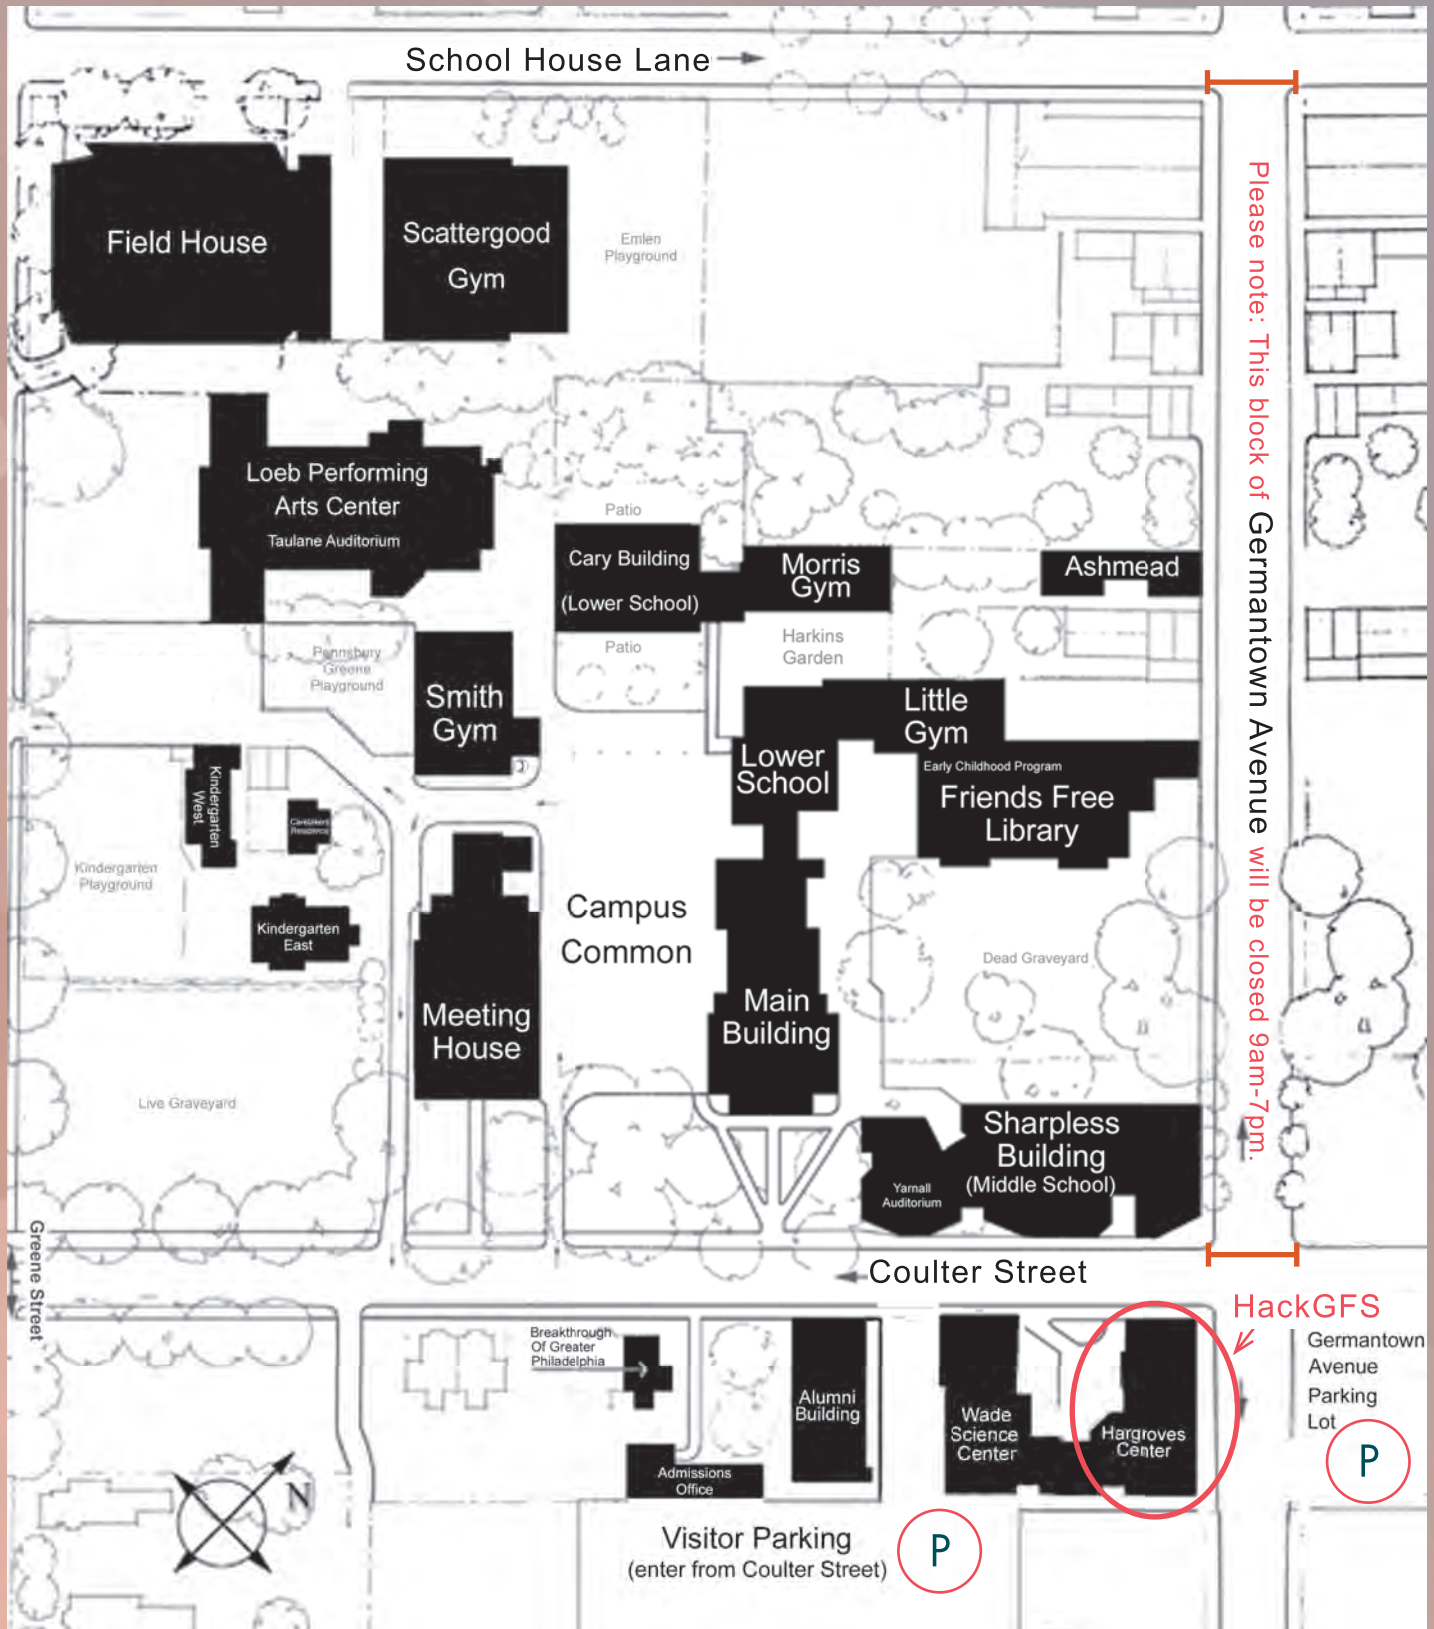 School House Lane
Field House
Scattergood
Gym
Emlen
Playground
Please note: This block of Germantown Avenue will be closed 9am-7pm.
Loeb Performing
Arts Center
Taulane Auditorium
Patio
Cary Building
(Lower School)
Morris
Gym
Ashmead
Patio
Harkins
Garden
Pennsbury
Greene
Playground
Smith
Gym
Little
Gym
Lower
School
Early Childhood Program
Friends Free
Library
Kindergarten
West
Caretakers
Residence
Kindergarten
Playground
Kindergarten
East
Campus
Common
Dead Graveyard
Meeting
House
Main
Building
Live Graveyard
Sharpless
Building
(Middle School)
Yarnall
Auditorium
Greene Street
Coulter Street
HackGFS
Germantown
Avenue
Parking
Lot
P
Breakthrough
Of Greater
Philadelphia
Alumni
Building
Wade
Science
Center
Hargroves
Center
Admissions
Office
N
Visitor Parking
(enter from Coulter Street)
P